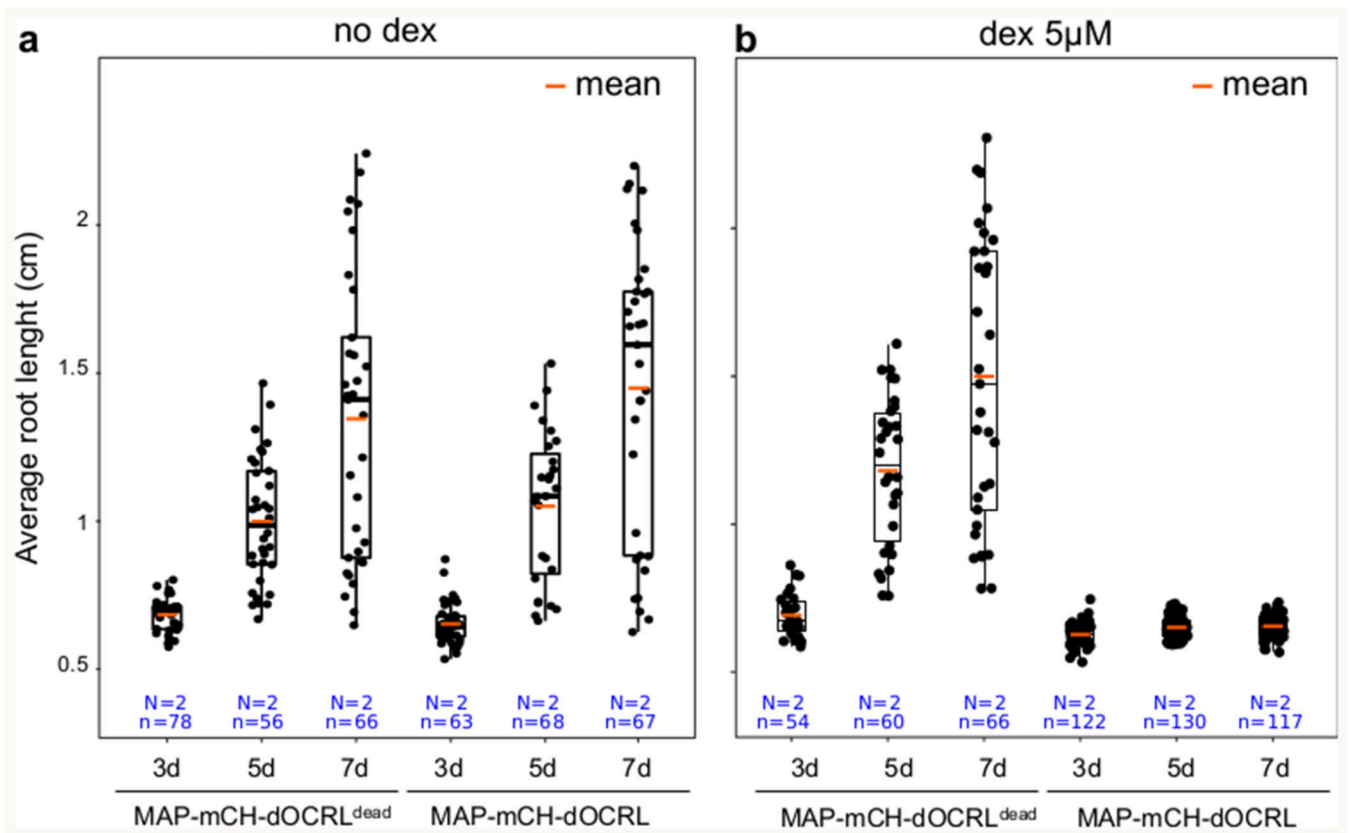 a
no dex
b
dex 5µM
mean
mean
Average root lenght (cm)
2
1.5
1
0.5
N=2 N=2 N=2 N=2 N=2 N=2
n=78 n=56 n=66 n=63 n=68 n=67
3d 5d 7d 3d 5d 7d
MAP-mCH-dOCRLdead MAP-mCH-dOCRL
N=2 N=2 N=2 N=2 N=2 N=2
n=54 n=60 n=66 n=122 n=130 n=117
3d 5d 7d 3d 5d 7d
MAP-mCH-dOCRLdead MAP-mCH-dOCRL